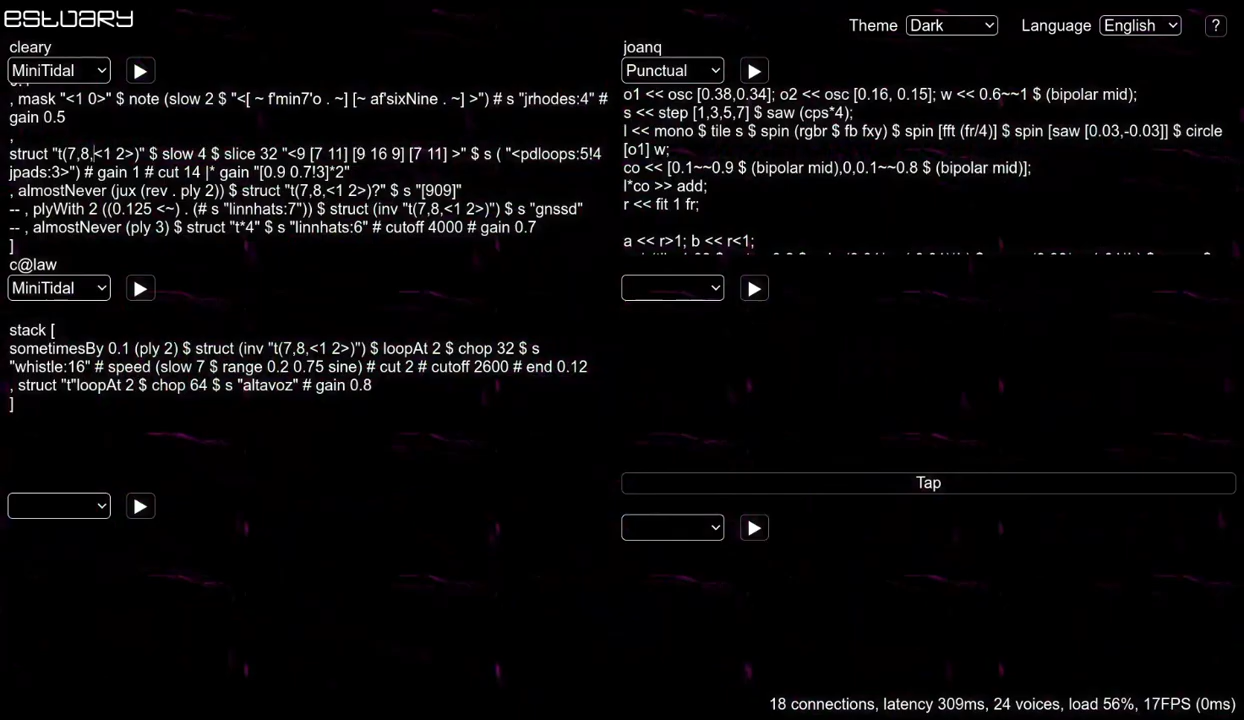 estuary
Theme Dark Language English ?
cleary
MiniTidal
, mask "<1 0>" $ note (slow 2 $ "<[ ~ f'min7'o . ~] [~ af'sixNine . ~] >") # s "jrhodes:4" #
gain 0.5
,
struct "t(7,8,<1 2>)" $ slow 4 $ slice 32 "<9 [7 11] [9 16 9] [7 11] >" $ s ( "<pdloops:5!4
jpads:3>") # gain 1 # cut 14 |* gain "[0.9 0.7!3]*2"
, almostNever (jux (rev . ply 2)) $ struct "t(7,8,<1 2>)?" $ s "[909]"
-- , plyWith 2 ((0.125 <~) . (# s "linnhats:7")) $ struct (inv "t(7,8,<1 2>)") $ s "gnssd"
-- , almostNever (ply 3) $ struct "t*4" $ s "linnhats:6" # cutoff 4000 # gain 0.7
]
joanq
Punctual
o1 << osc [0.38,0.34]; o2 << osc [0.16, 0.15]; w << 0.6~~1 $ (bipolar mid);
s << step [1,3,5,7] $ saw (cps*4);
l << mono $ tile s $ spin (rgbr $ fb fxy) $ spin [fft (fr/4)] $ spin [saw [0.03,-0.03]] $ circle
[o1] w;
co << [0.1~~0.9 $ (bipolar mid),0,0.1~~0.8 $ (bipolar mid)];
l*co >> add;
r << fit 1 fr;
a << r>1; b << r<1;
c@law
MiniTidal
stack [
sometimesBy 0.1 (ply 2) $ struct (inv "t(7,8,<1 2>)") $ loopAt 2 $ chop 32 $ s
"whistle:16" # speed (slow 7 $ range 0.2 0.75 sine) # cut 2 # cutoff 2600 # end 0.12
, struct "t"loopAt 2 $ chop 64 $ s "altavoz" # gain 0.8
]
Tap
18 connections, latency 309ms, 24 voices, load 56%, 17FPS (0ms)